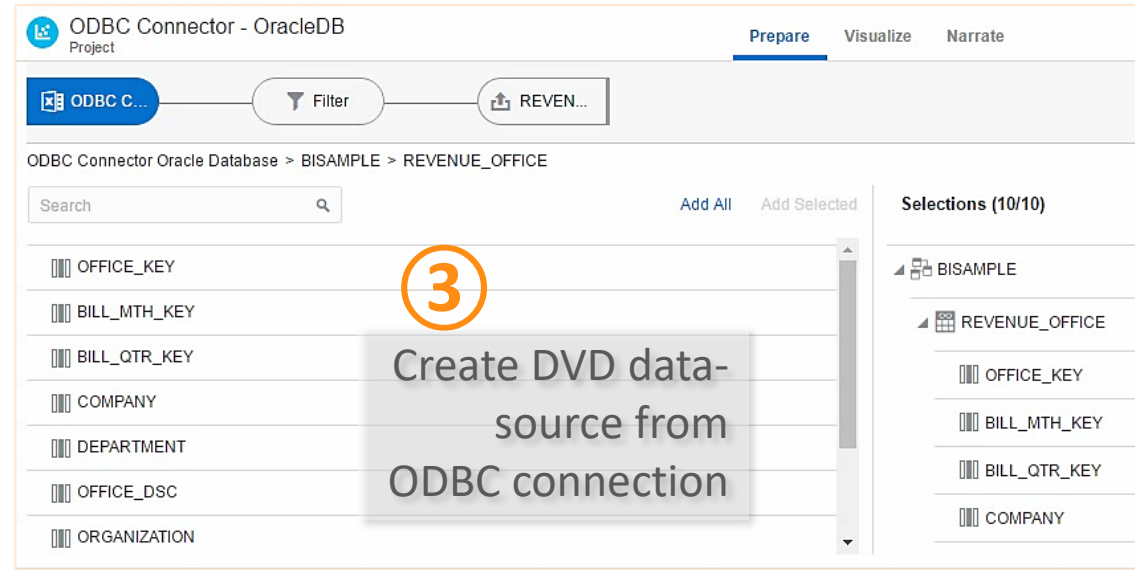 ODBC Connector - OracleDB
Project
Prepare Visualize Narrate
ODBC C... Filter REVEN...
ODBC Connector Oracle Database > BISAMPLE > REVENUE_OFFICE
Search Add All Add Selected Selections (10/10)
OFFICE_KEY
BILL_MTH_KEY
BILL_QTR_KEY
COMPANY
DEPARTMENT
OFFICE_DSC
ORGANIZATION
3
Create DVD data-
source from
ODBC connection
BISAMPLE
REVENUE_OFFICE
OFFICE_KEY
BILL_MTH_KEY
BILL_QTR_KEY
COMPANY